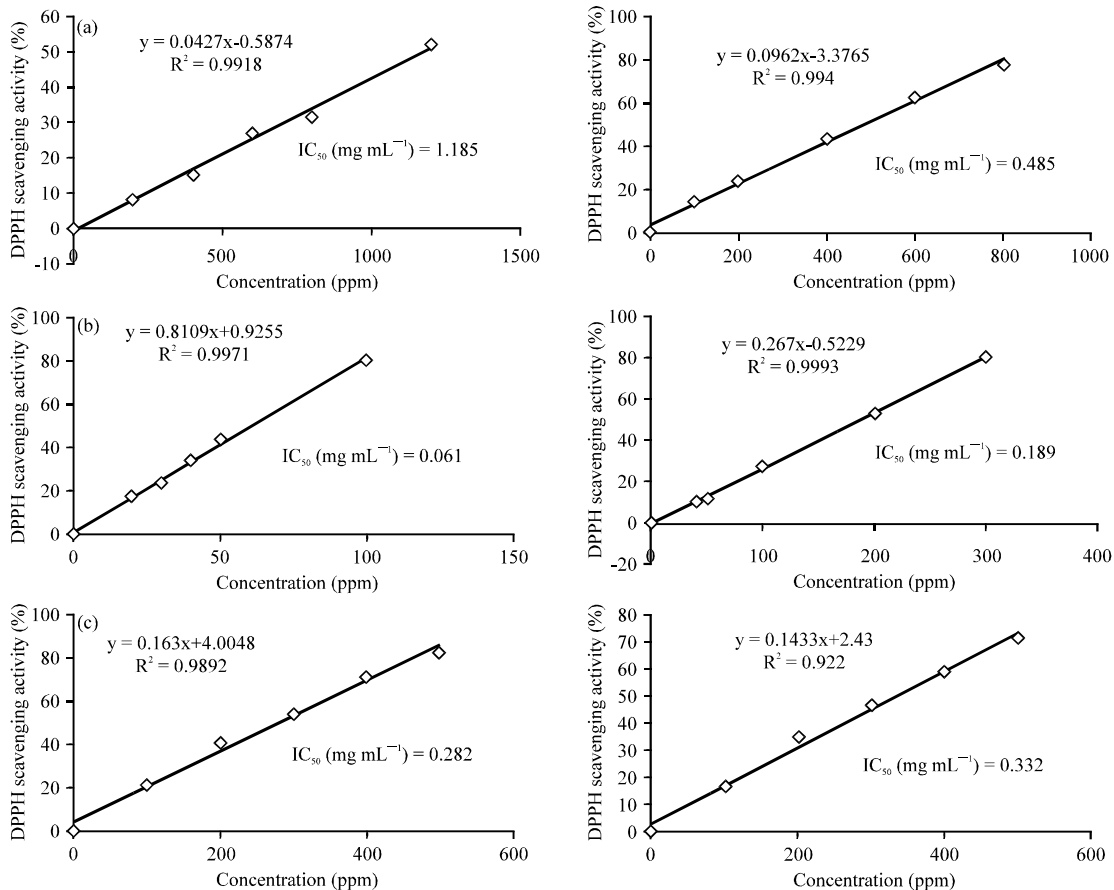 (a)
y = 0.0427x-0.5874
R² = 0.9918
IC₅₀ (mg mL⁻¹) = 1.185
DPPH scavenging activity (%)
60
50
40
30
20
10
0
-10
0 500 1000 1500
Concentration (ppm)
y = 0.0962x-3.3765
R² = 0.994
IC₅₀ (mg mL⁻¹) = 0.485
DPPH scavenging activity (%)
100
80
60
40
20
0
0 200 400 600 800 1000
Concentration (ppm)
(b)
y = 0.8109x+0.9255
R² = 0.9971
IC₅₀ (mg mL⁻¹) = 0.061
DPPH scavenging activity (%)
100
80
60
40
20
0
0 50 100 150
Concentration (ppm)
y = 0.267x-0.5229
R² = 0.9993
IC₅₀ (mg mL⁻¹) = 0.189
DPPH scavenging activity (%)
100
80
60
40
20
0
-20
0 100 200 300 400
Concentration (ppm)
(c)
y = 0.163x+4.0048
R² = 0.9892
IC₅₀ (mg mL⁻¹) = 0.282
DPPH scavenging activity (%)
100
80
60
40
20
0
0 200 400 600
Concentration (ppm)
y = 0.1433x+2.43
R² = 0.922
IC₅₀ (mg mL⁻¹) = 0.332
DPPH scavenging activity (%)
80
70
60
50
40
30
20
10
0
0 200 400 600
Concentration (ppm)